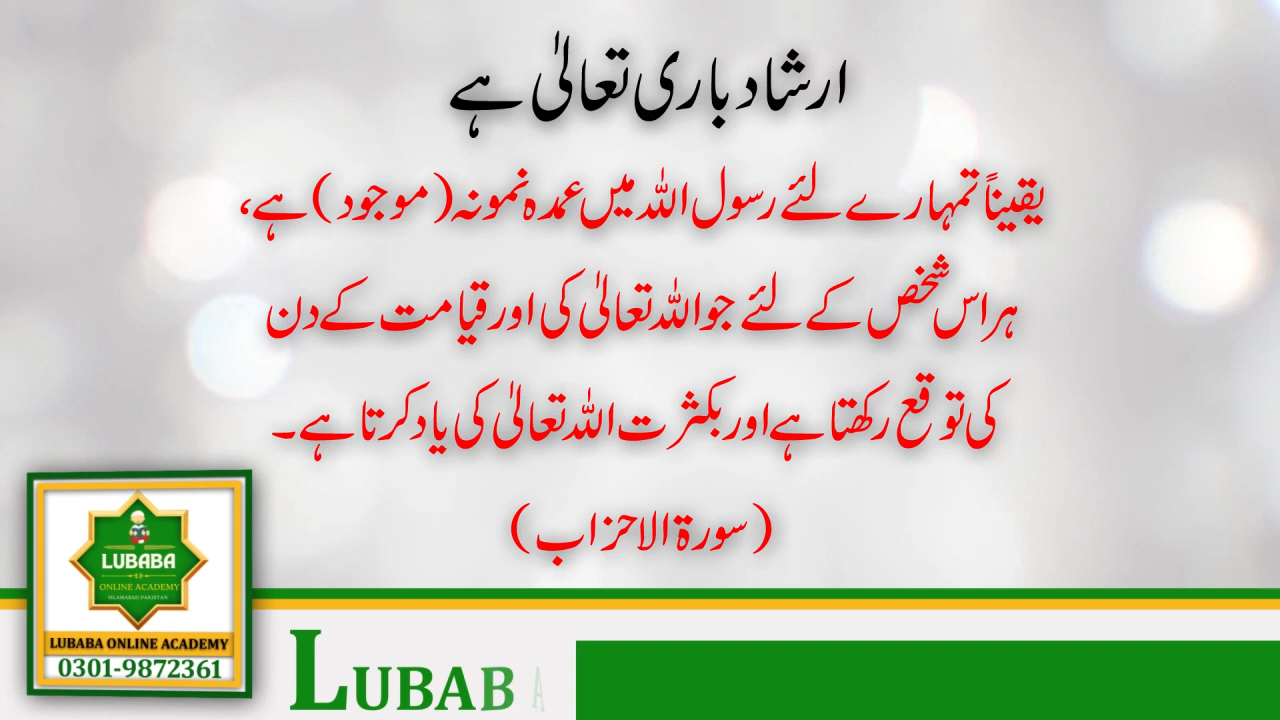 ارشاد باری تعالیٰ ہے
یقیناً تمہارے لئے رسول اللہ میں عمدہ نمونہ (موجود) ہے،
ہر اس شخص کے لئے جو اللہ تعالیٰ کی اور قیامت کے دن
کی توقع رکھتا ہے اور بکثرت اللہ تعالیٰ کی یاد کرتا ہے۔
(سورۃ الاحزاب)
LUBABA
ONLINE ACADEMY
ISLAMABAD PAKISTAN
LUBABA ONLINE ACADEMY
0301-9872361
LUBABA